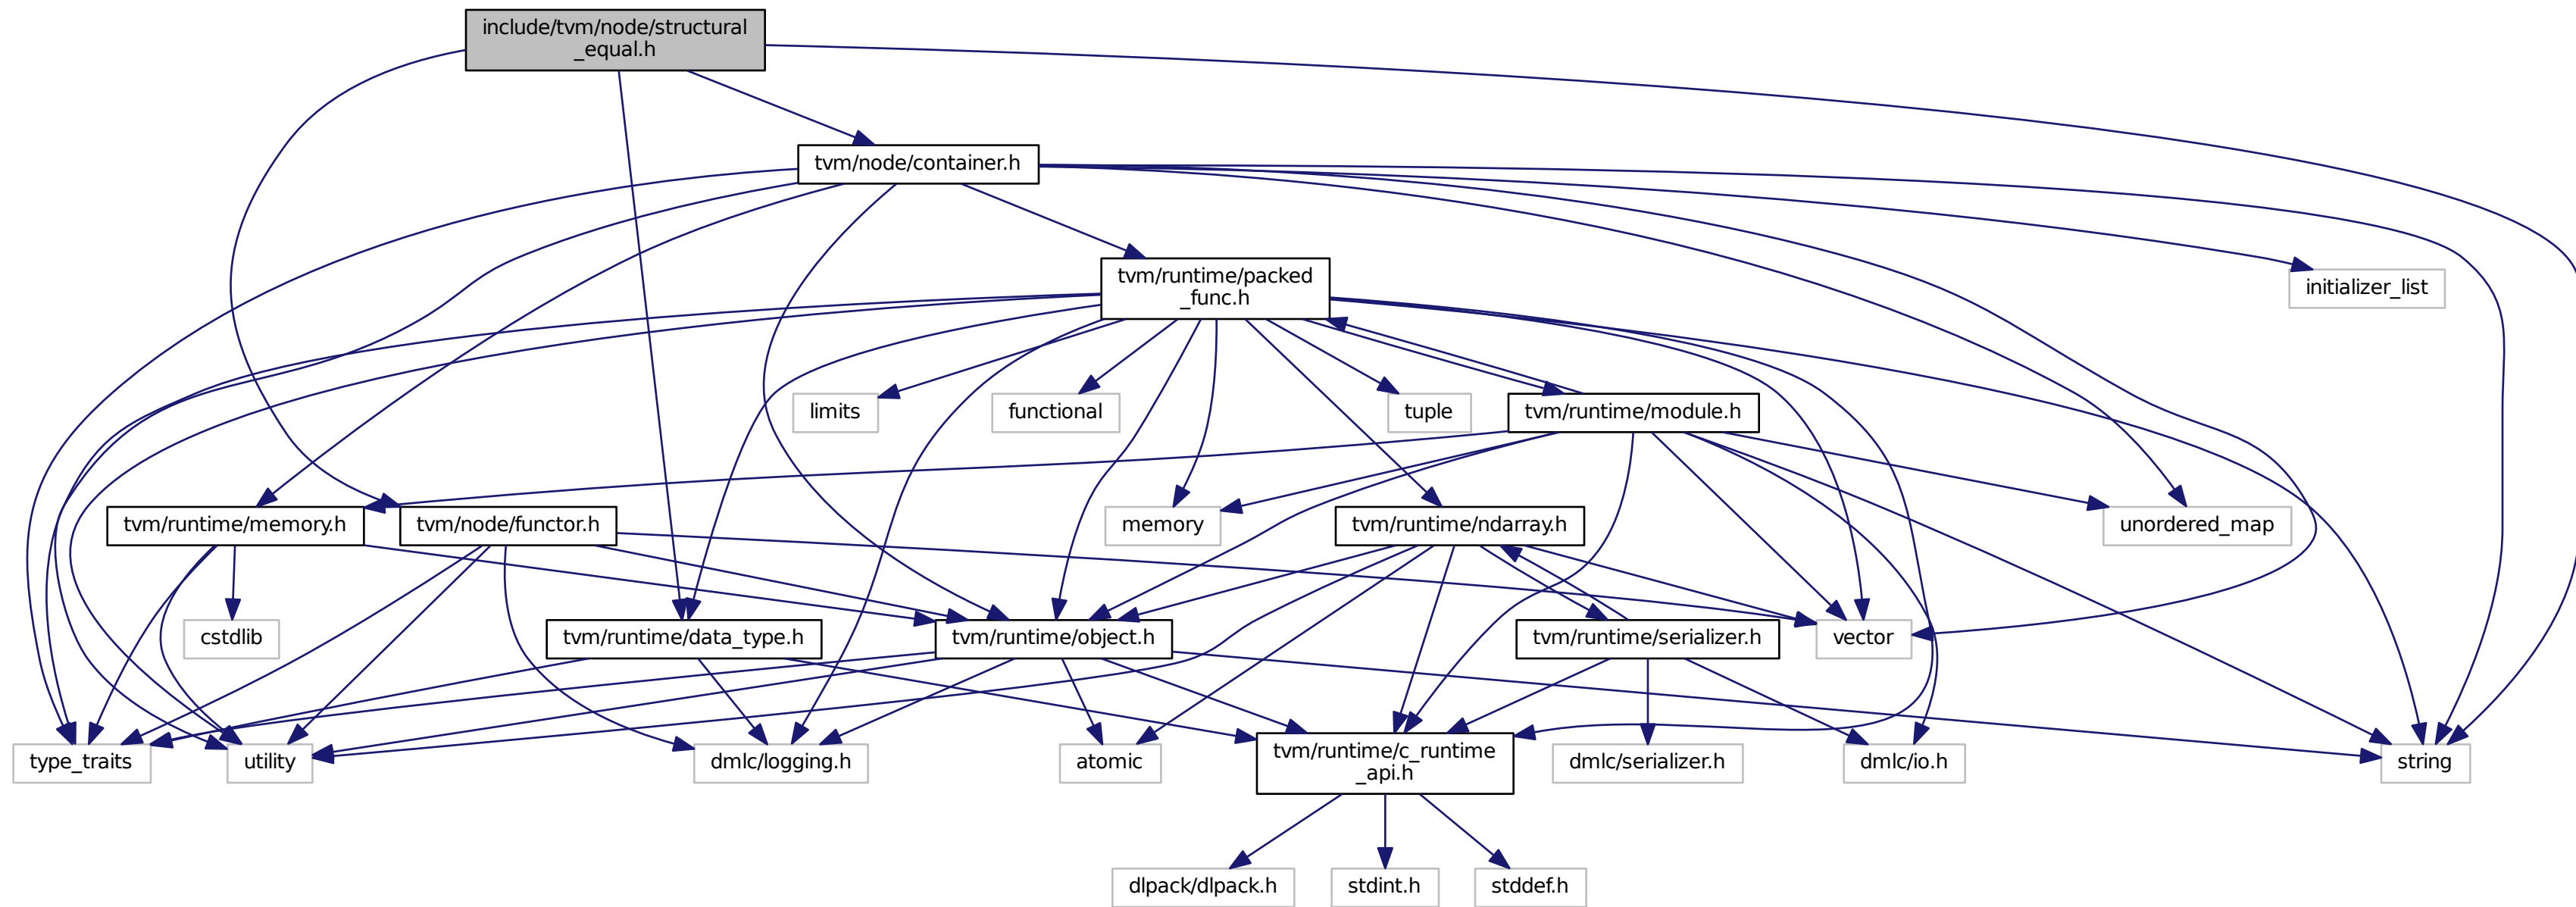 include/tvm/node/structural
_equal.h
tvm/node/container.h
tvm/runtime/packed
_func.h
initializer_list
limits
functional
tuple
tvm/runtime/module.h
tvm/runtime/memory.h
tvm/node/functor.h
memory
tvm/runtime/ndarray.h
unordered_map
cstdlib
tvm/runtime/data_type.h
tvm/runtime/object.h
tvm/runtime/serializer.h
vector
type_traits
utility
dmlc/logging.h
atomic
tvm/runtime/c_runtime
_api.h
dmlc/serializer.h
dmlc/io.h
string
dlpack/dlpack.h
stdint.h
stddef.h